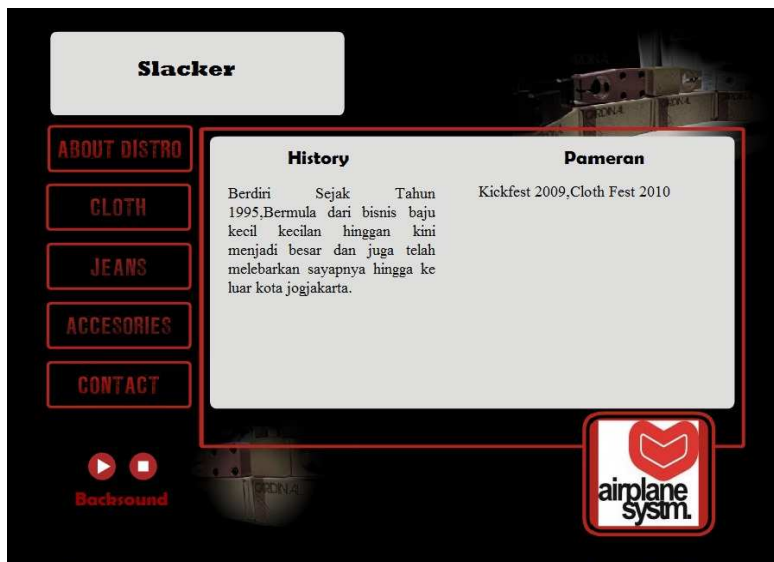 Slacker
ABOUT DISTRO
CLOTH
JEANS
ACCESORIES
CONTACT
History
Berdiri Sejak Tahun
1995,Bermula dari bisnis baju
kecil kecilan hinggan kini
menjadi besar dan juga telah
melebarkan sayapnya hingga ke
luar kota jogjakarta.
Pameran
Kickfest 2009,Cloth Fest 2010
Backsound
airplane
systm.